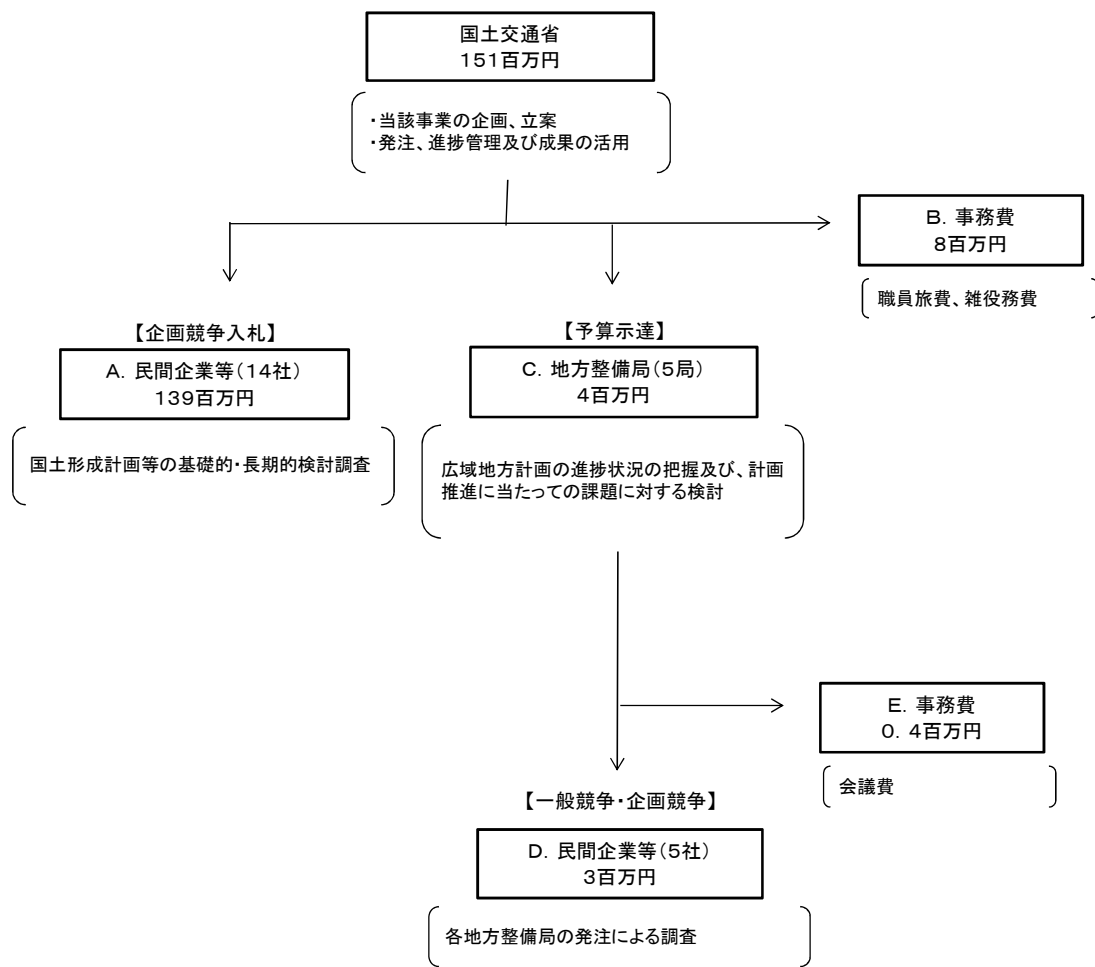 国土交通省
151百万円
・当該事業の企画、立案
・発注、進捗管理及び成果の活用
B．事務費
8百万円
職員旅費、雑役務費
【企画競争入札】
A．民間企業等（14社）
139百万円
国土形成計画等の基礎的・長期的検討調査
【予算示達】
C．地方整備局（5局）
4百万円
広域地方計画の進捗状況の把握及び、計画
推進に当たっての課題に対する検討
E．事務費
0．4百万円
会議費
【一般競争・企画競争】
D．民間企業等（5社）
3百万円
各地方整備局の発注による調査